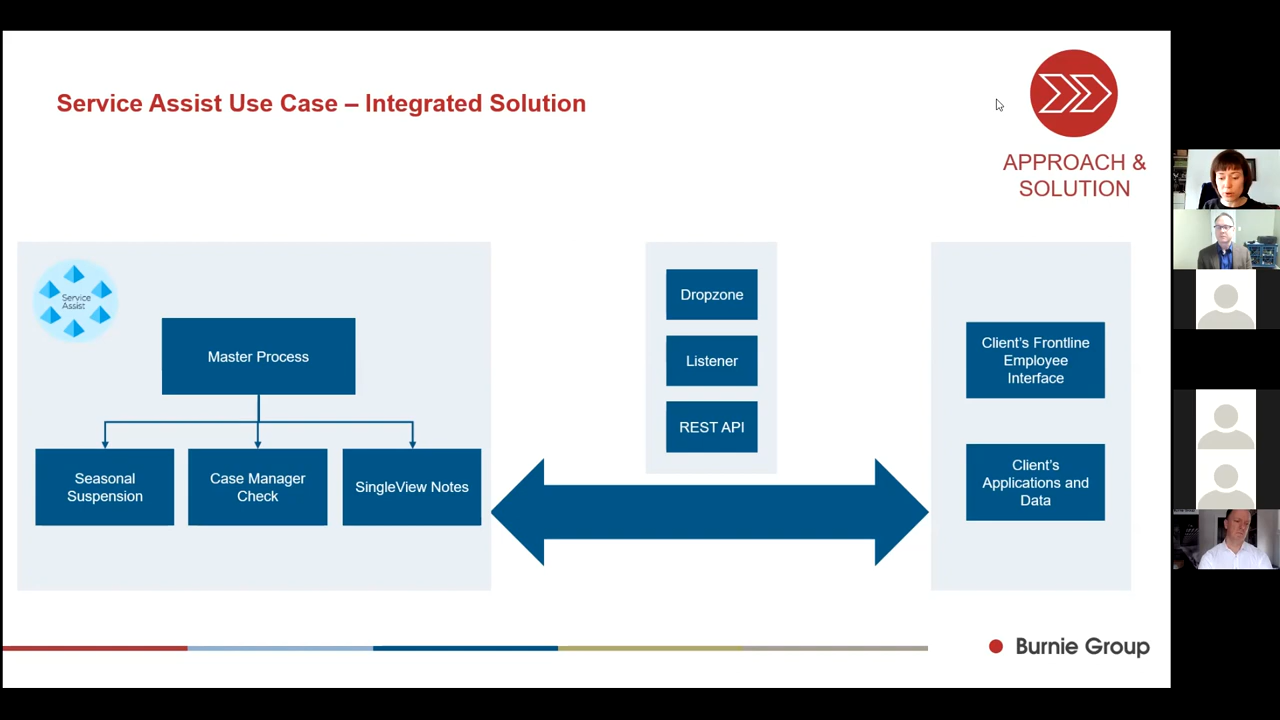 Service Assist Use Case – Integrated Solution
APPROACH &
SOLUTION
Service
Assist
Master Process
Seasonal
Suspension
Case Manager
Check
SingleView Notes
Dropzone
Listener
REST API
Client's Frontline
Employee
Interface
Client's
Applications and
Data
Burnie Group